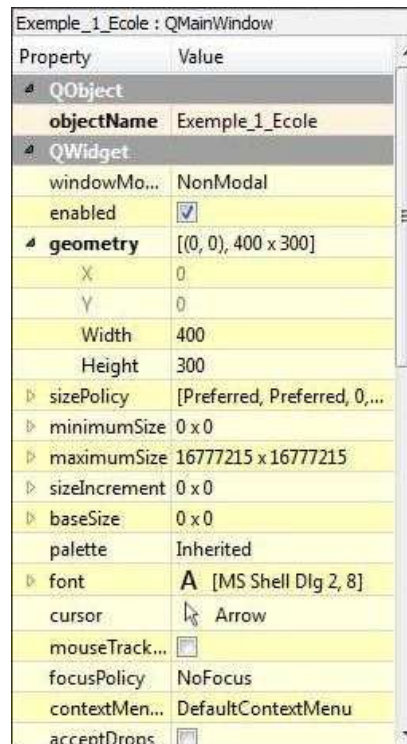 Exemple_1_Ecole : QMainWindow
Property Value
QObject
objectName Exemple_1_Ecole
QWidget
windowMo... NonModal
enabled
geometry [(0, 0), 400 x 300]
X 0
Y 0
Width 400
Height 300
sizePolicy [Preferred, Preferred, 0,...
minimumSize 0 x 0
maximumSize 16777215 x 16777215
sizeIncrement 0 x 0
baseSize 0 x 0
palette Inherited
font A [MS Shell Dlg 2, 8]
cursor Arrow
mouseTrack...
focusPolicy NoFocus
contextMen... DefaultContextMenu
acceptDrops